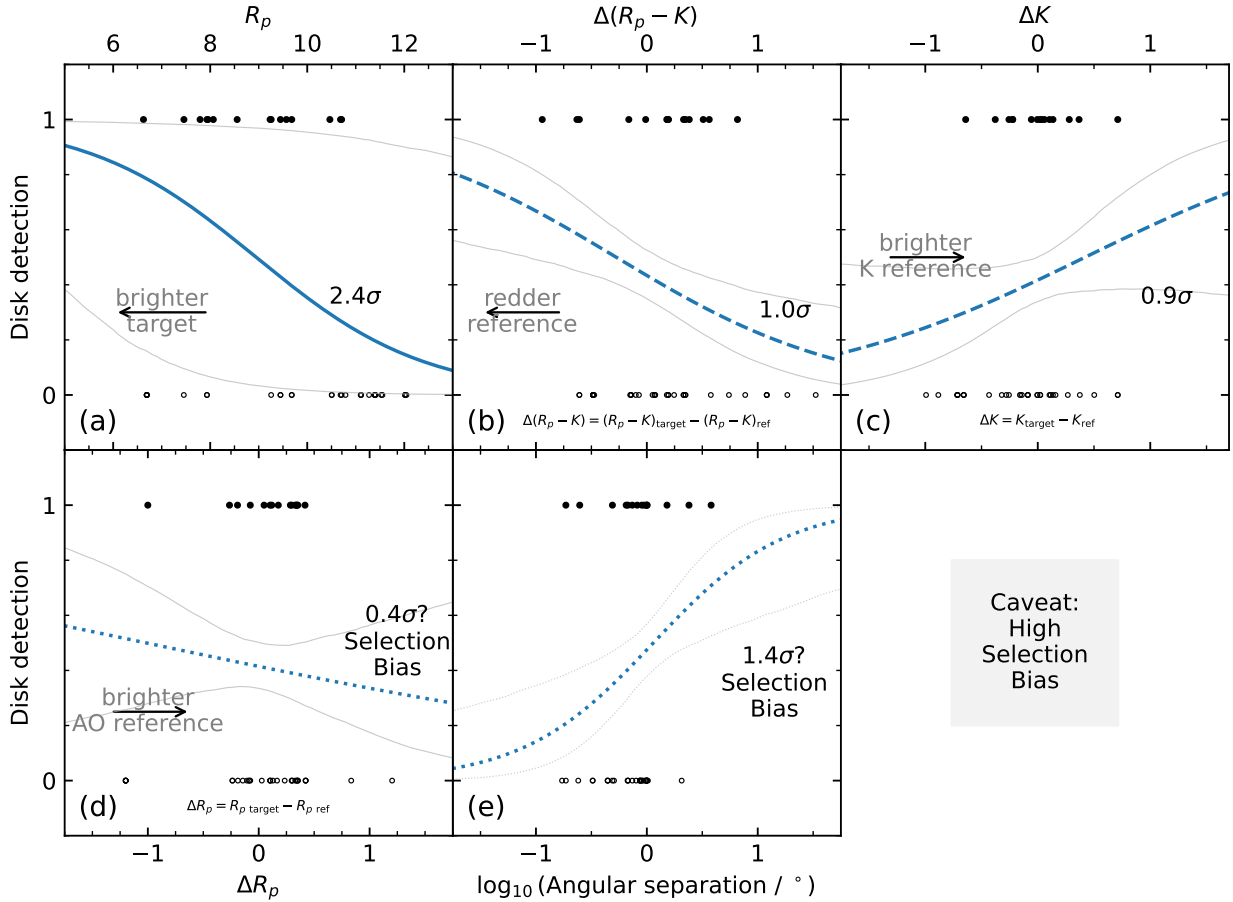 R_p
Δ(R_p − K)
ΔK
6 8 10 12
−1 0 1
−1 0 1
Disk detection
1
0
brighter
target
2.4σ
(a)
redder
reference
1.0σ
(b)
Δ(R_p − K) = (R_p − K)_target − (R_p − K)_ref
brighter
K reference
0.9σ
(c)
ΔK = K_target − K_ref
Disk detection
1
0
0.4σ?
Selection
Bias
brighter
AO reference
(d)
ΔR_p = R_p target − R_p ref
1.4σ?
Selection
Bias
(e)
Caveat:
High
Selection
Bias
−1 0 1
−1 0 1
ΔR_p
log₁₀(Angular separation / °)